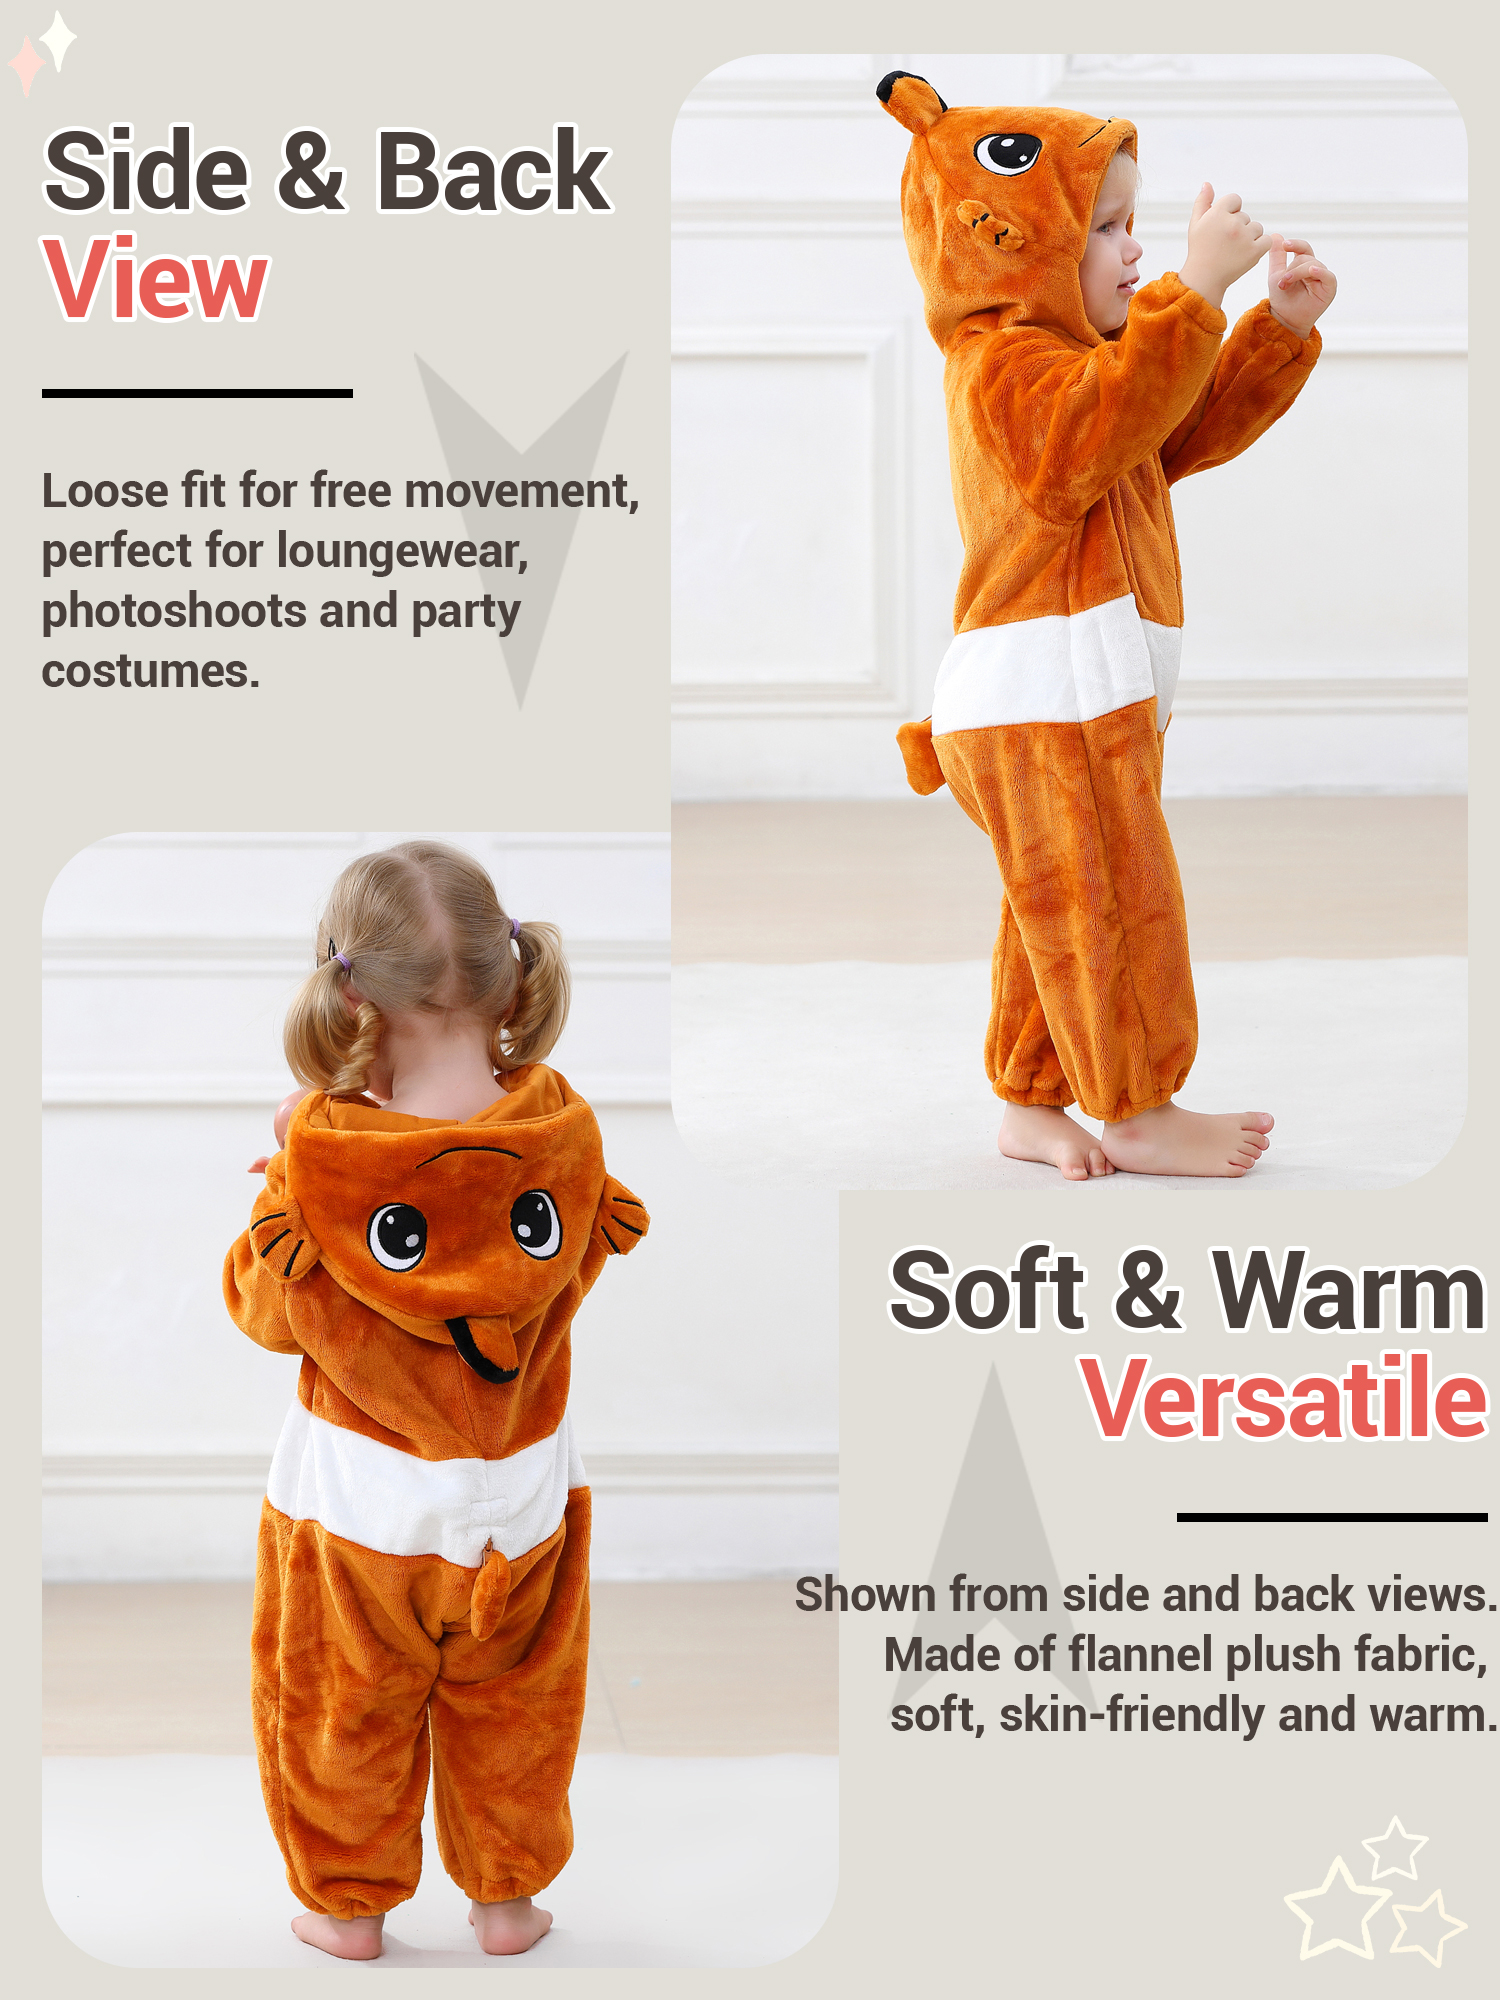 Side & Back
View
Loose fit for free movement,
perfect for loungewear,
photoshoots and party
costumes.
Soft & Warm
Versatile
Shown from side and back views.
Made of flannel plush fabric,
soft, skin-friendly and warm.